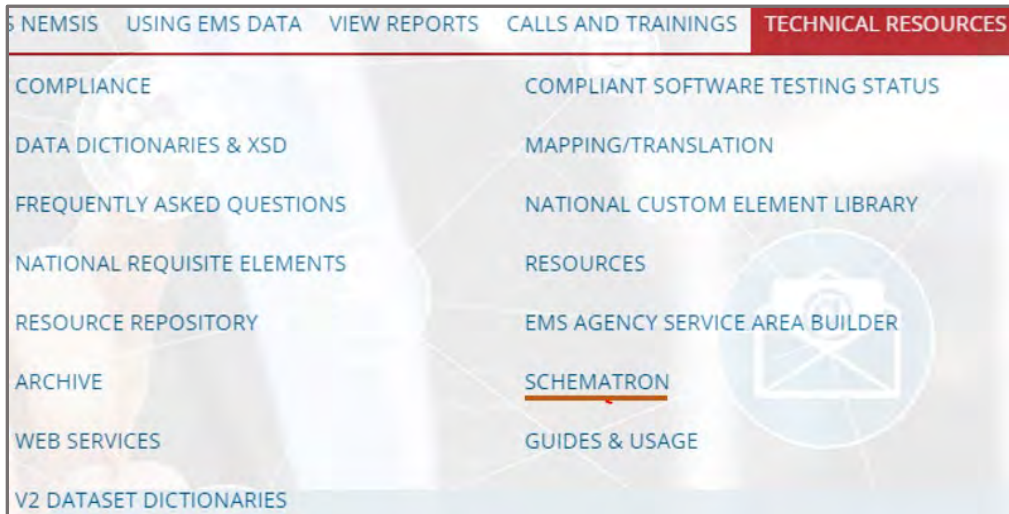 NEMSIS USING EMS DATA VIEW REPORTS CALLS AND TRAININGS TECHNICAL RESOURCES
COMPLIANCE
DATA DICTIONARIES & XSD
FREQUENTLY ASKED QUESTIONS
NATIONAL REQUISITE ELEMENTS
RESOURCE REPOSITORY
ARCHIVE
WEB SERVICES
V2 DATASET DICTIONARIES
COMPLIANT SOFTWARE TESTING STATUS
MAPPING/TRANSLATION
NATIONAL CUSTOM ELEMENT LIBRARY
RESOURCES
EMS AGENCY SERVICE AREA BUILDER
SCHEMATRON
GUIDES & USAGE